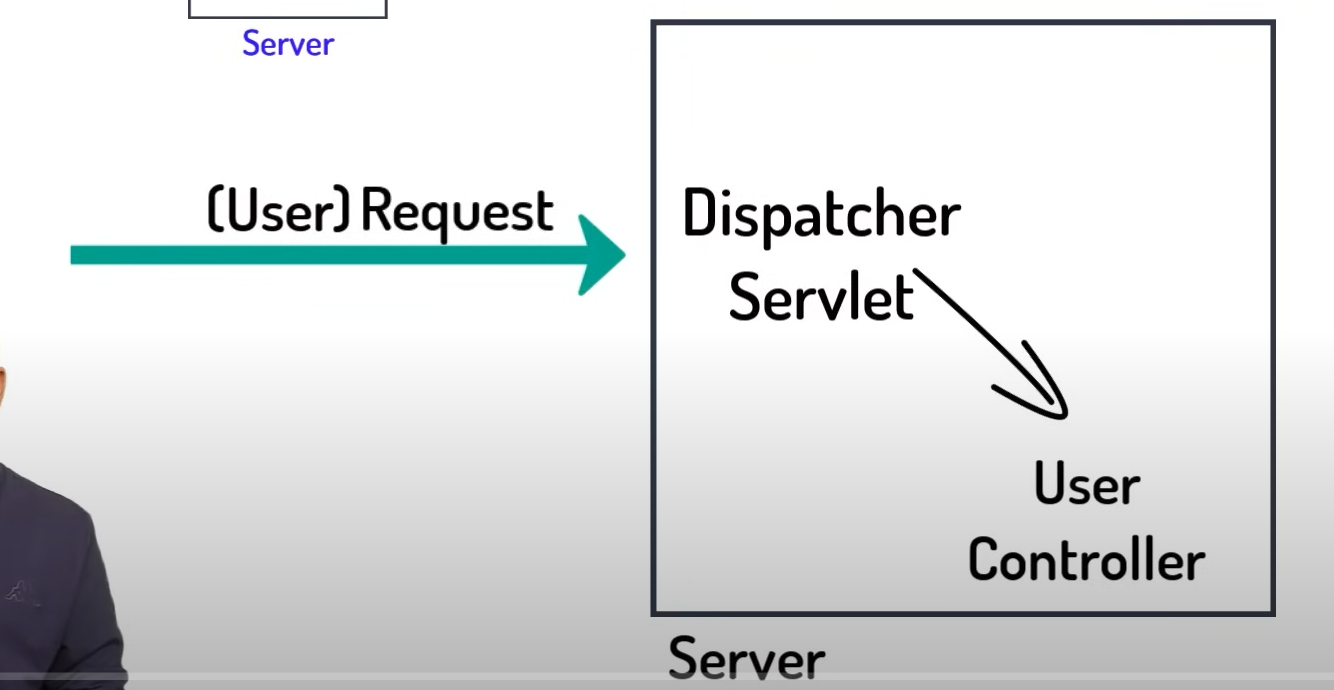 Server
(User) Request
Dispatcher
Servlet
User
Controller
Server